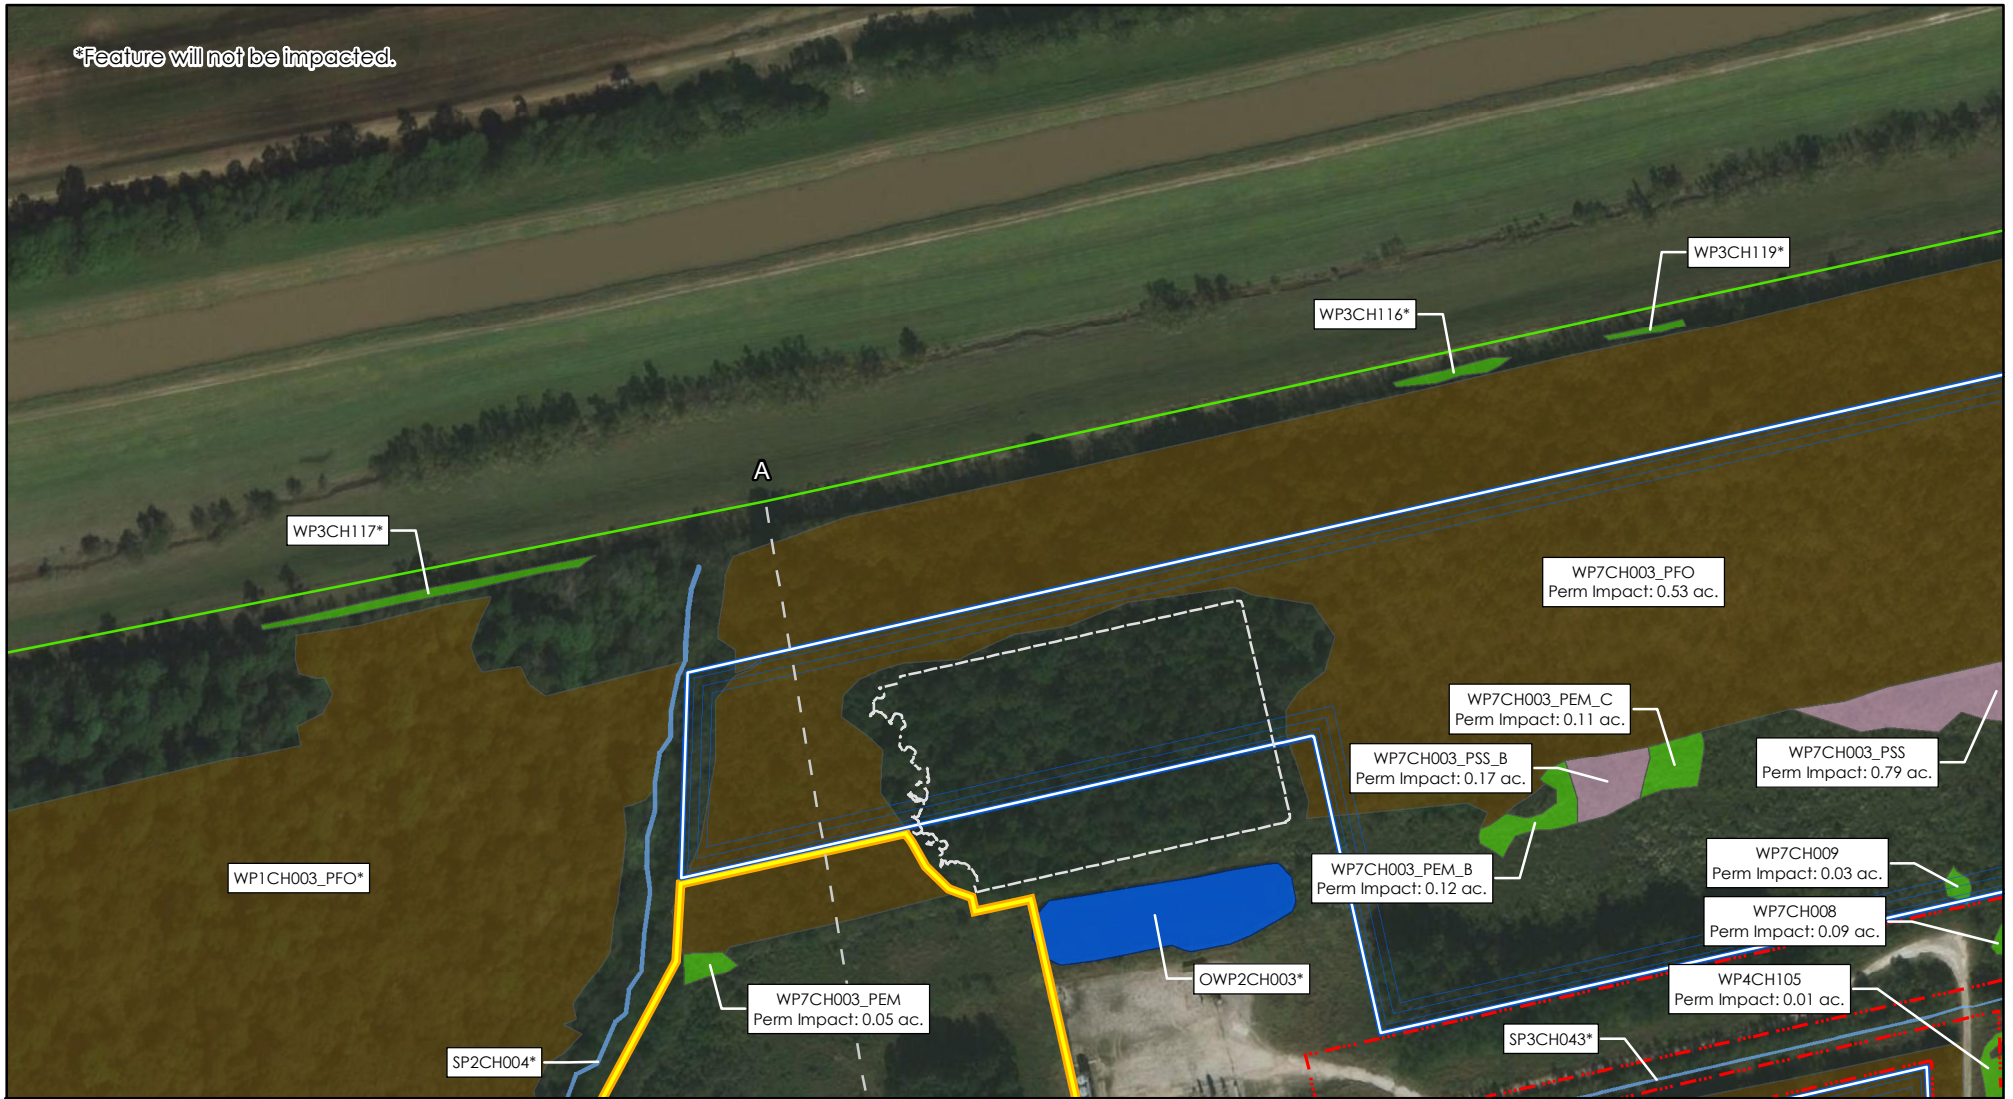 *Feature will not be impacted.
WP3CH119*
WP3CH116*
A
WP3CH117*
WP7CH003_PFO
Perm Impact: 0.53 ac.
WP7CH003_PEM_C
Perm Impact: 0.11 ac.
WP7CH003_PSS_B
Perm Impact: 0.17 ac.
WP7CH003_PSS
Perm Impact: 0.79 ac.
WP7CH003_PEM_B
Perm Impact: 0.12 ac.
WP7CH009
Perm Impact: 0.03 ac.
WP1CH003_PFO*
WP7CH008
Perm Impact: 0.09 ac.
OWP2CH003*
WP4CH105
Perm Impact: 0.01 ac.
WP7CH003_PEM
Perm Impact: 0.05 ac.
SP3CH043*
SP2CH004*